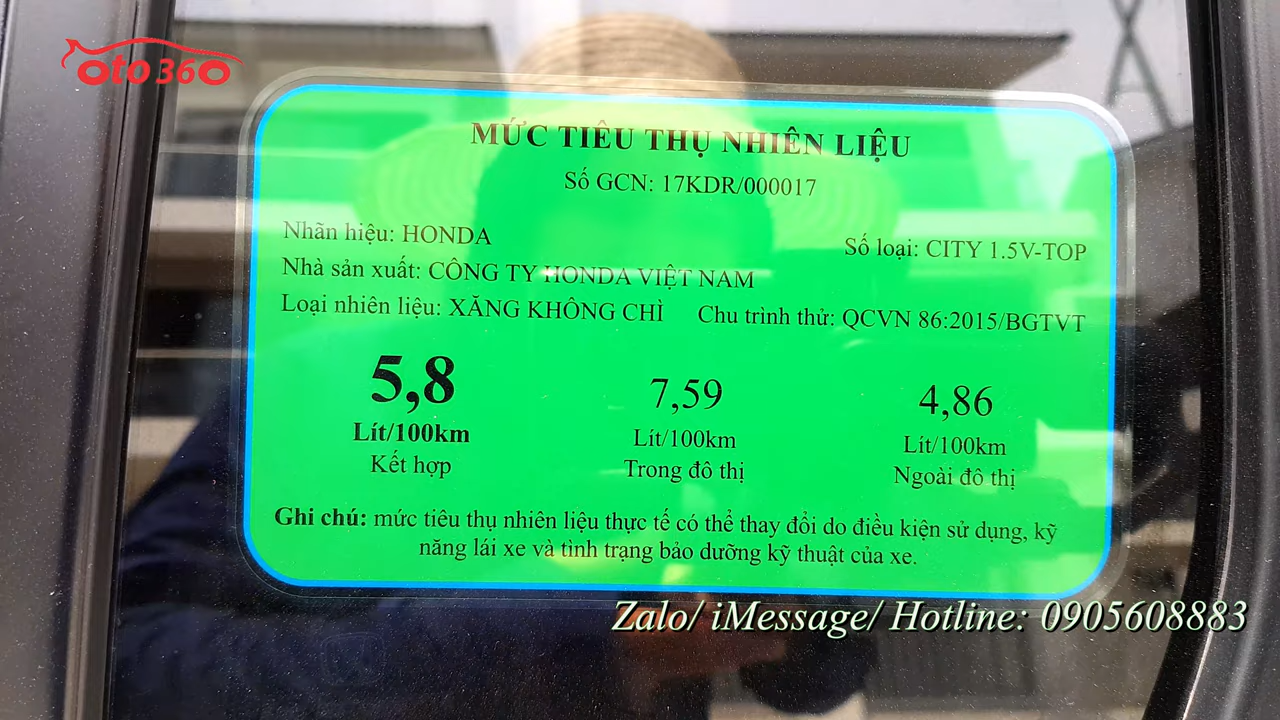 oto360
MỨC TIÊU THỤ NHIÊN LIỆU
Số GCN: 17KDR/000017
Nhãn hiệu: HONDA
Số loại: CITY 1.5V-TOP
Nhà sản xuất: CÔNG TY HONDA VIỆT NAM
Loại nhiên liệu: XĂNG KHÔNG CHÌ Chu trình thử: QCVN 86:2015/BGTVT
5,8 7,59 4,86
Lít/100km Lít/100km Lít/100km
Kết hợp Trong đô thị Ngoài đô thị
Ghi chú: mức tiêu thụ nhiên liệu thực tế có thể thay đổi do điều kiện sử dụng, kỹ
năng lái xe và tình trạng bảo dưỡng kỹ thuật của xe.
Zalo/ iMessage/ Hotline: 0905608883